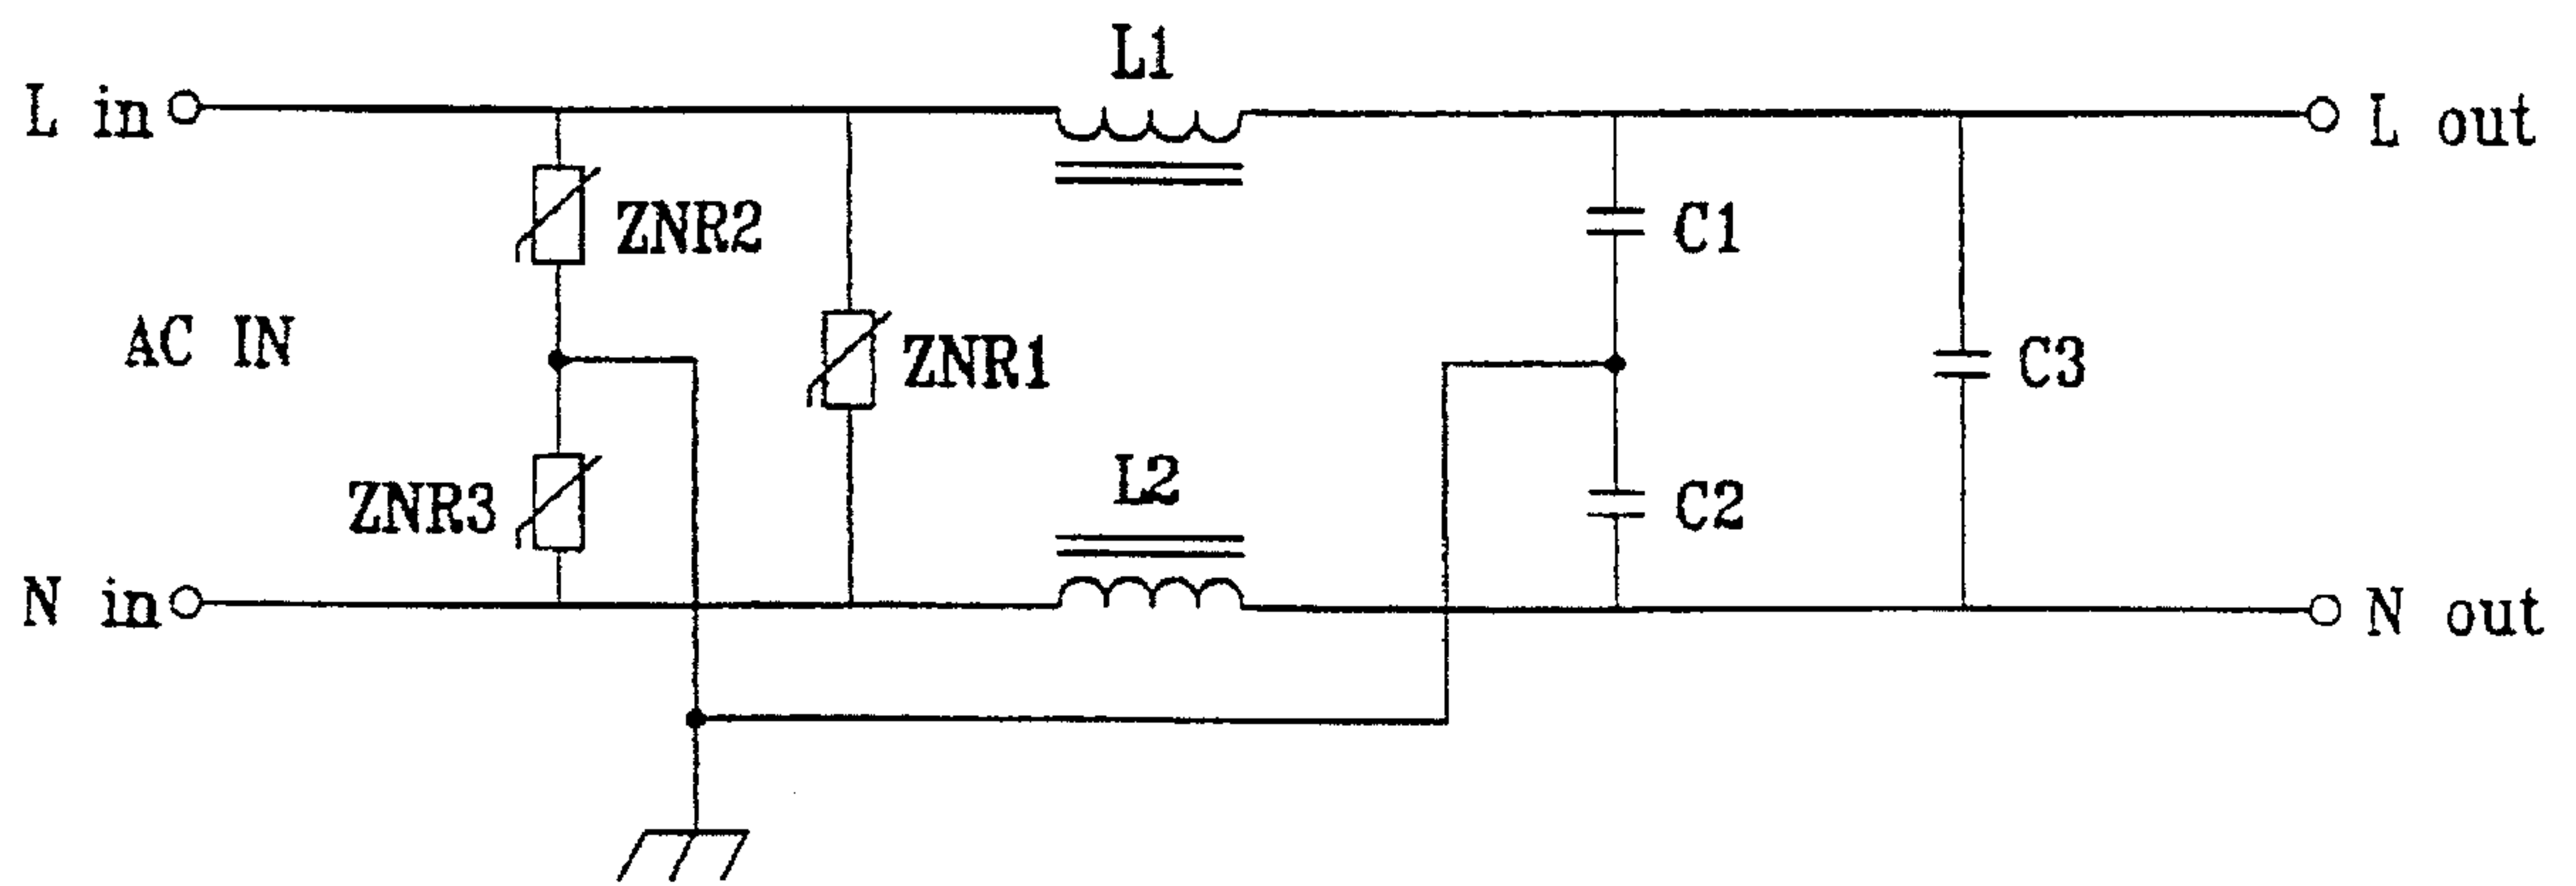 L1
L in
L out
ZNR2
C1
AC IN
ZNR1
C3
L2
ZNR3
C2
N in
N out